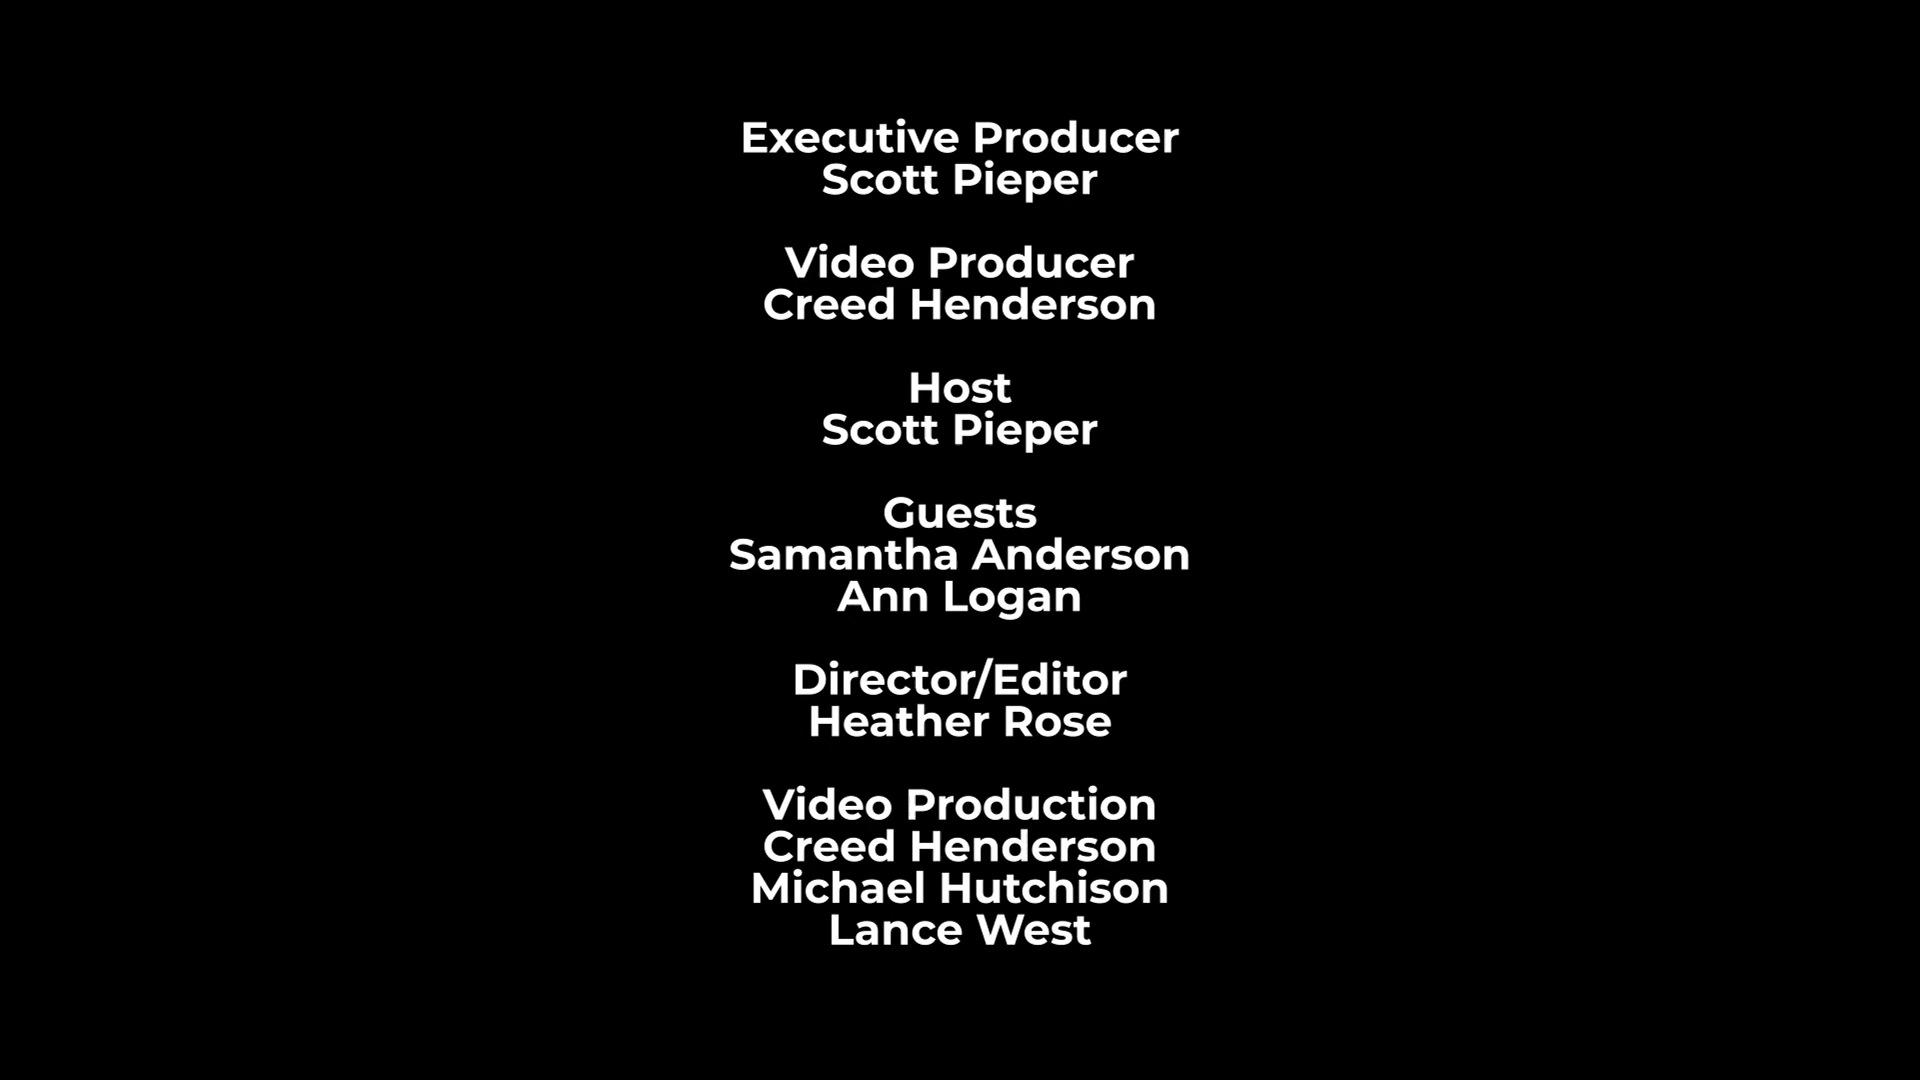 Executive Producer
Scott Pieper
Video Producer
Creed Henderson
Host
Scott Pieper
Guests
Samantha Anderson
Ann Logan
Director/Editor
Heather Rose
Video Production
Creed Henderson
Michael Hutchison
Lance West